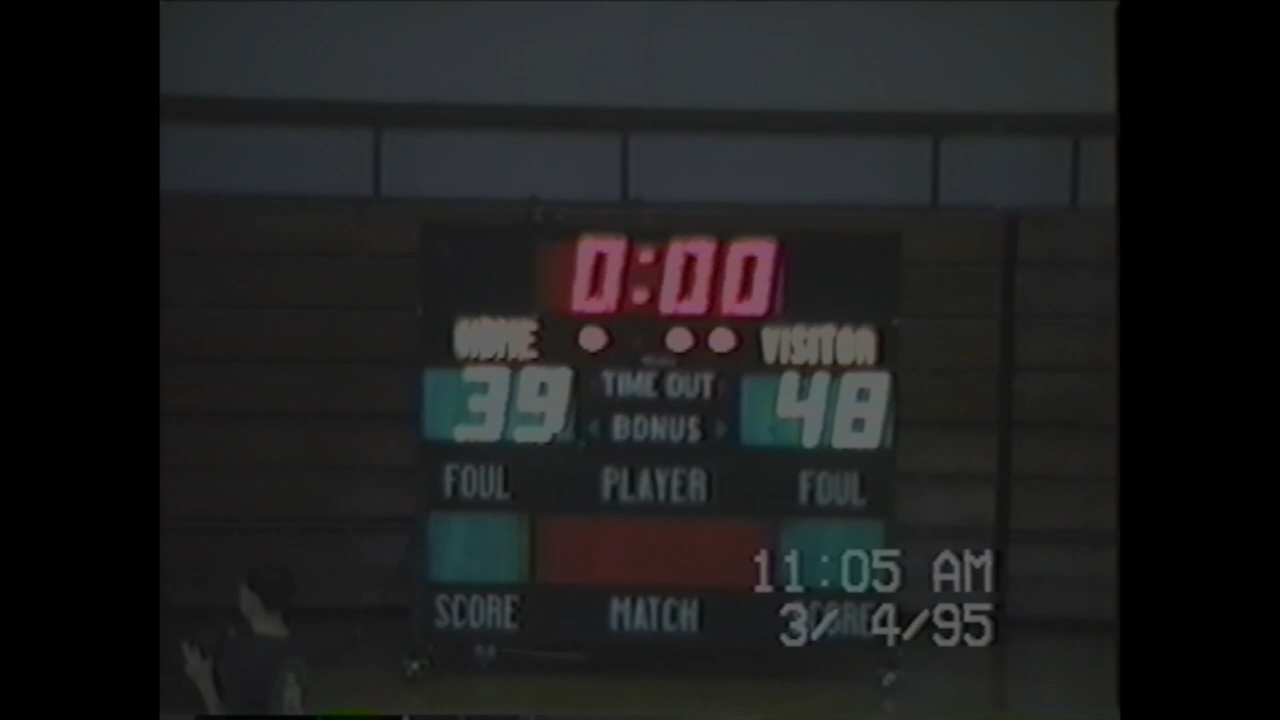 0:00
HOME VISITOR
39 TIME OUT 48
BONUS
FOUL PLAYER FOUL
11:05 AM
SCORE MATCH SCORE
3/ 4/95